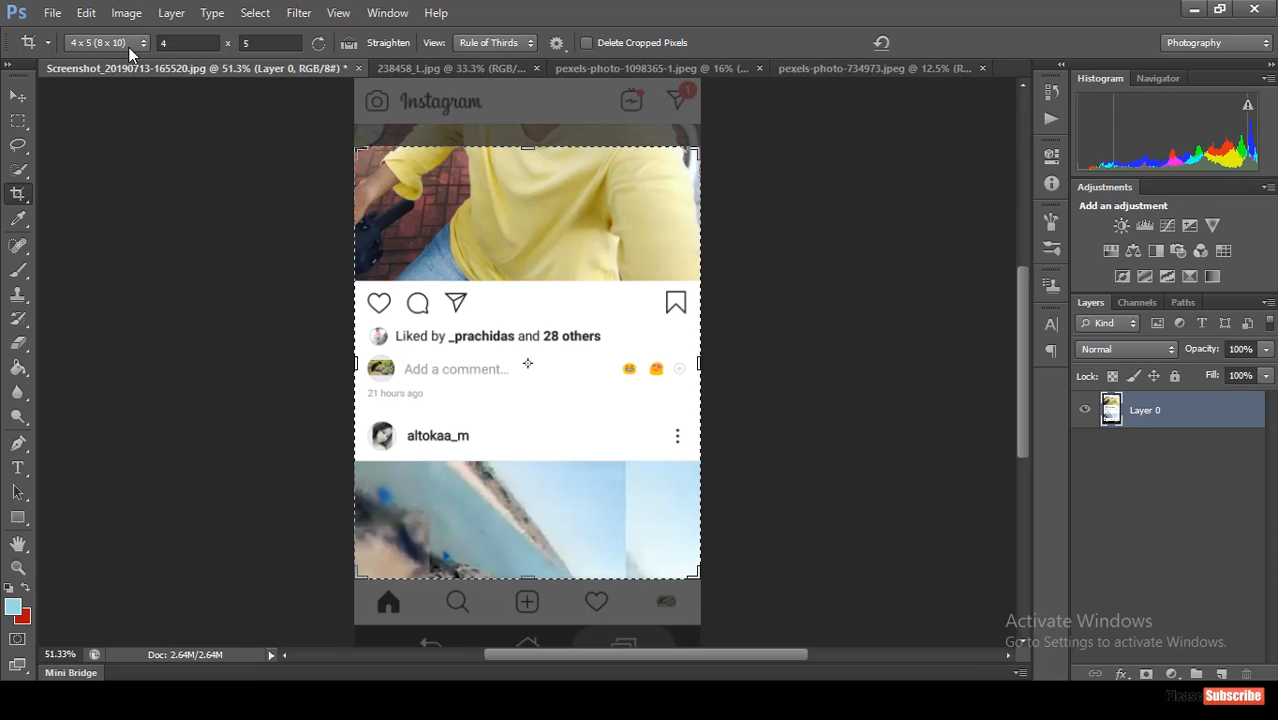 Ps File Edit Image Layer Type Select Filter View Window Help
4 x 5 (8 x 10) 4 x 5 Straighten View: Rule of Thirds Delete Cropped Pixels Photography
Screenshot_20190713-165520.jpg @ 51.3% (Layer 0, RGB/8#) * × 238458_L.jpg @ 33.3% (RGB/... × pexels-photo-1098365-1.jpeg @ 16% (... × pexels-photo-734973.jpeg @ 12.5% (R... ×
Histogram Navigator
Instagram
1
Adjustments
Add an adjustment
Liked by _prachidas and 28 others
Add a comment...
21 hours ago
altokaa_m
Layers Channels Paths
Kind
Normal Opacity: 100%
Lock: Fill: 100%
Layer 0
Activate Windows
Go to Settings to activate Windows.
51.33% Doc: 2.64M/2.64M
Mini Bridge
Please Subscribe